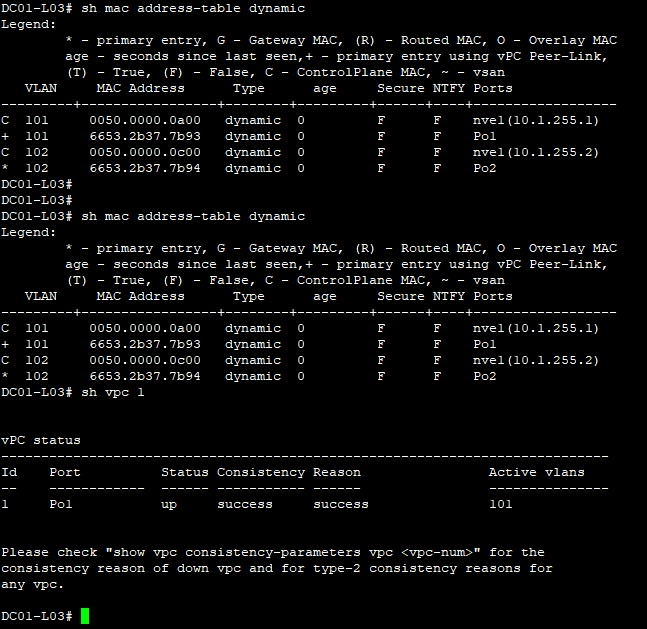 DC01-L03# sh mac address-table dynamic
Legend:
        * - primary entry, G - Gateway MAC, (R) - Routed MAC, O - Overlay MAC
        age - seconds since last seen,+ - primary entry using vPC Peer-Link,
        (T) - True, (F) - False, C - ControlPlane MAC, ~ - vsan
   VLAN     MAC Address      Type      age     Secure NTFY Ports
---------+-----------------+--------+---------+------+----+------------------
C  101     0050.0000.0a00   dynamic  0         F      F    nve1(10.1.255.1)
+  101     6653.2b37.7b93   dynamic  0         F      F    Po1
C  102     0050.0000.0c00   dynamic  0         F      F    nve1(10.1.255.2)
*  102     6653.2b37.7b94   dynamic  0         F      F    Po2
DC01-L03#
DC01-L03#
DC01-L03# sh mac address-table dynamic
Legend:
        * - primary entry, G - Gateway MAC, (R) - Routed MAC, O - Overlay MAC
        age - seconds since last seen,+ - primary entry using vPC Peer-Link,
        (T) - True, (F) - False, C - ControlPlane MAC, ~ - vsan
   VLAN     MAC Address      Type      age     Secure NTFY Ports
---------+-----------------+--------+---------+------+----+------------------
C  101     0050.0000.0a00   dynamic  0         F      F    nve1(10.1.255.1)
+  101     6653.2b37.7b93   dynamic  0         F      F    Po1
C  102     0050.0000.0c00   dynamic  0         F      F    nve1(10.1.255.2)
*  102     6653.2b37.7b94   dynamic  0         F      F    Po2
DC01-L03# sh vpc 1
vPC status
----------------------------------------------------------------------------
Id    Port          Status Consistency Reason                Active vlans
--    ------------  ------ ----------- ------                ---------------
1     Po1           up     success     success               101
Please check "show vpc consistency-parameters vpc <vpc-num>" for the
consistency reason of down vpc and for type-2 consistency reasons for
any vpc.
DC01-L03#